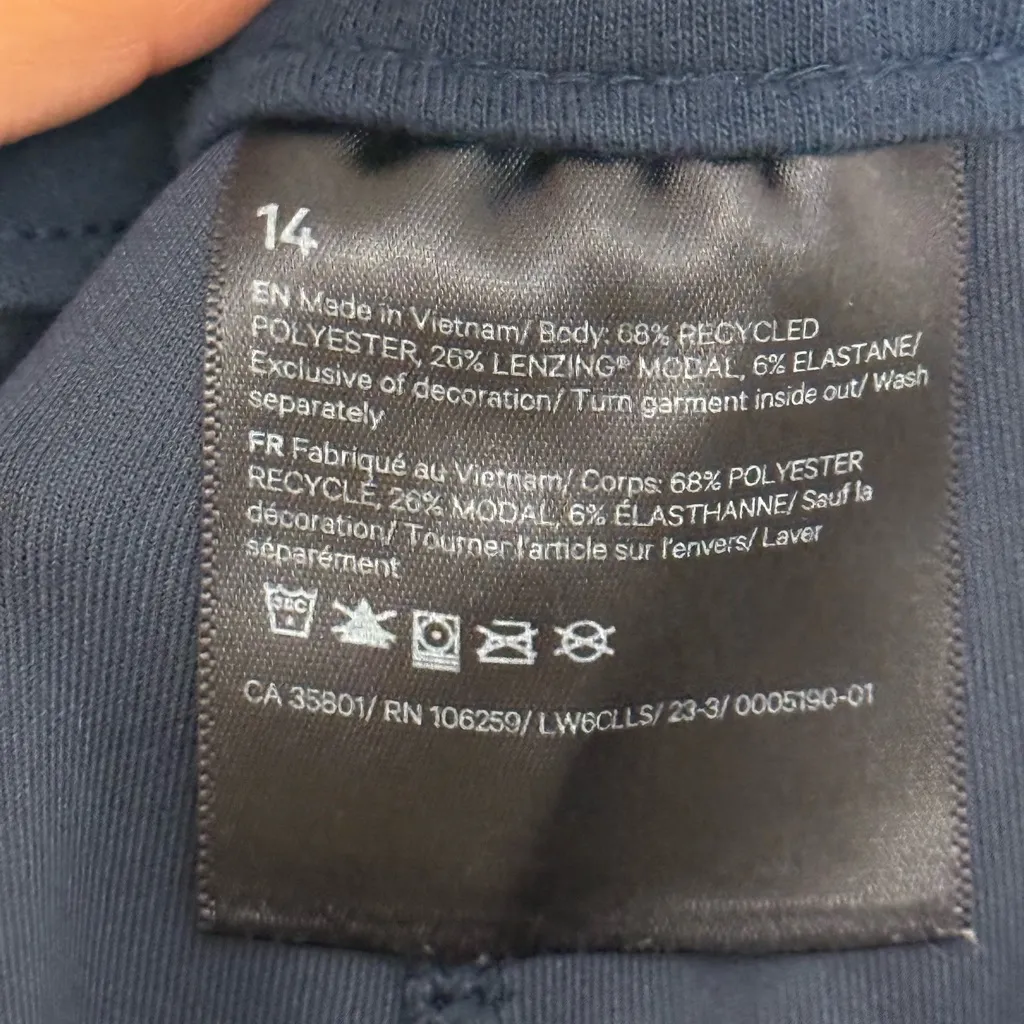 14
EN Made in Vietnam/ Body: 68% RECYCLED
POLYESTER, 26% LENZING® MODAL, 6% ELASTANE/
Exclusive of decoration/ Turn garment inside out/ Wash
separately
FR Fabriqué au Vietnam/ Corps: 68% POLYESTER
RECYCLÉ, 26% MODAL, 6% ÉLASTHANNE/ Sauf la
décoration/ Tourner l'article sur l'envers/ Laver
séparément
30C
CA 35801/ RN 106259/ LW6CLLS/ 23-3/ 0005190-01